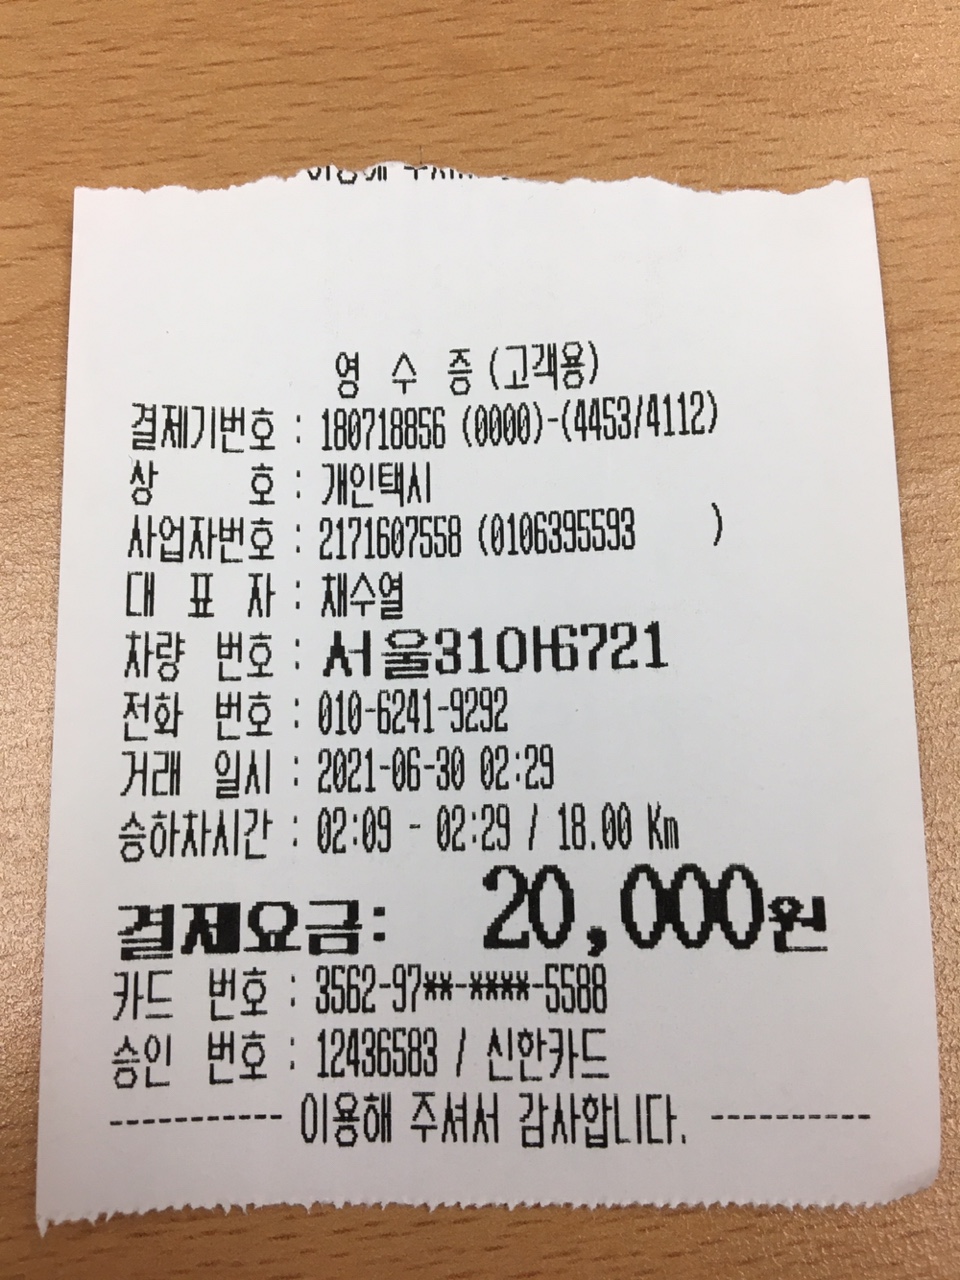 영 수 증 (고객용)
결제기번호 : 180718856 (0000)-(4453/4112)
상 호 : 개인택시
사업자번호 : 2171607558 (0106395593 )
대 표 자 : 채수열
차량 번호 : 서울31아6721
전화 번호 : 010-6241-9292
거래 일시 : 2021-06-30 02:29
승하차시간 : 02:09 - 02:29 / 18.00 Km
결제요금: 20,000원
카드 번호 : 3562-97**-****-5588
승인 번호 : 12436583 / 신한카드
---------- 이용해 주셔서 감사합니다. ----------